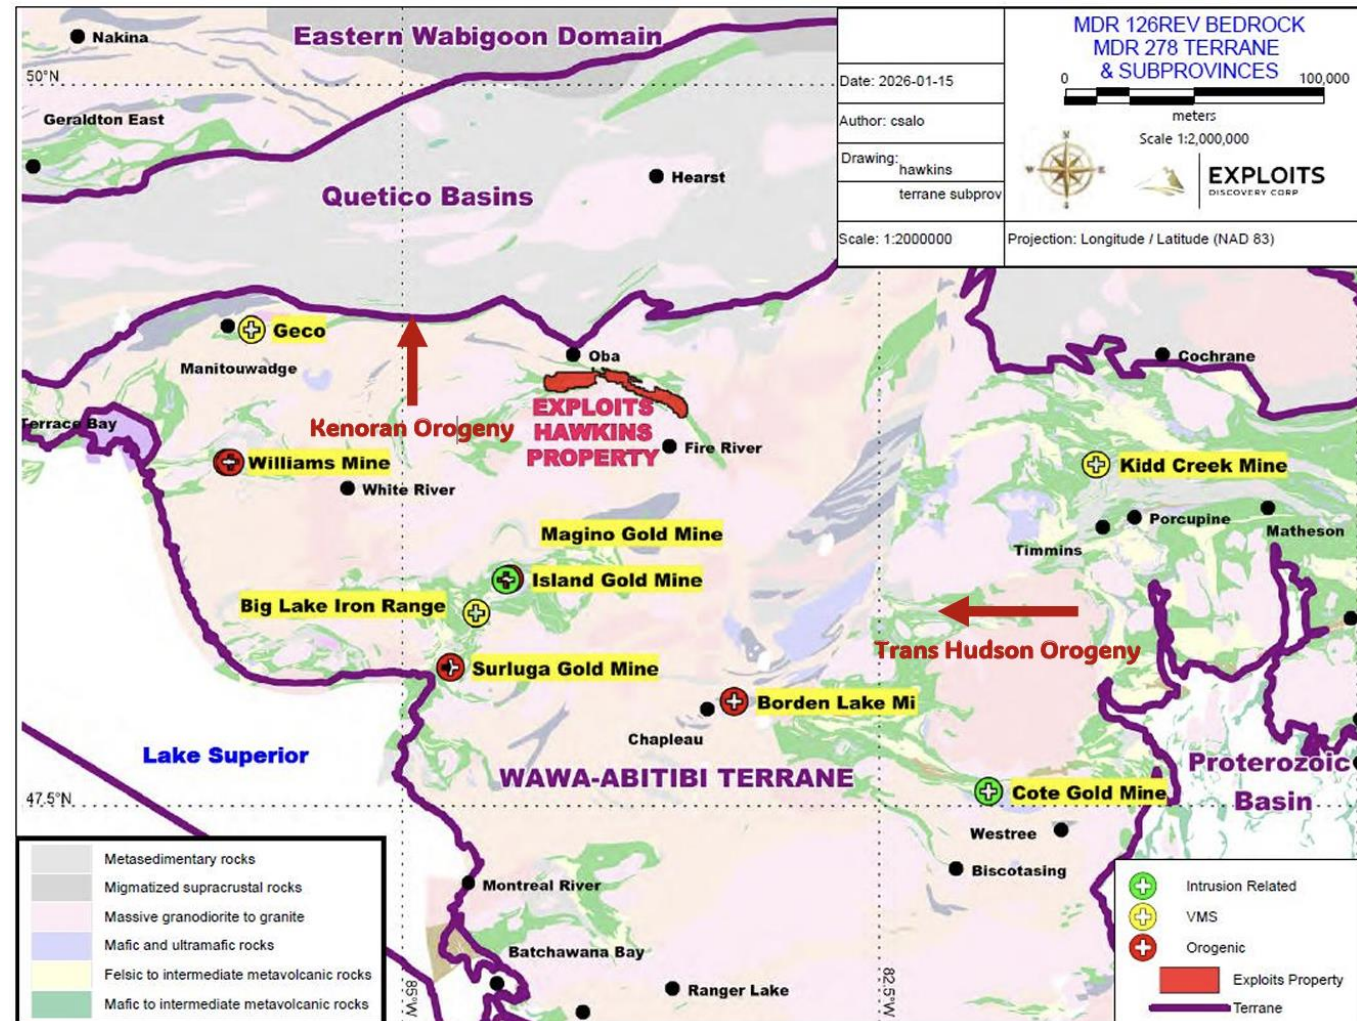 Nakina
Eastern Wabigoon Domain
50°N
Geraldton East
Hearst
Quetico Basins
MDR 126REV BEDROCK
MDR 278 TERRANE
& SUBPROVINCES
0 100,000
meters
Scale 1:2,000,000
N
E
S
W
EXPLOITS
DISCOVERY CORP
Date: 2026-01-15
Author: csalo
Drawing:
hawkins
terrane subprov
Scale: 1:2000000
Projection: Longitude / Latitude (NAD 83)
Geco
Manitouwadge
Oba
Cochrane
Terrace Bay
Kenoran Orogeny
EXPLOITS
HAWKINS
PROPERTY
Fire River
Williams Mine
White River
Kidd Creek Mine
Porcupine
Timmins
Matheson
Magino Gold Mine
Island Gold Mine
Big Lake Iron Range
Trans Hudson Orogeny
Surluga Gold Mine
Borden Lake Mi
Chapleau
Lake Superior
WAWA-ABITIBI TERRANE
Proterozoic
Basin
47.5°N
Cote Gold Mine
Westree
Biscotasing
Montreal River
Batchawana Bay
Ranger Lake
85°W
82.5°W
Metasedimentary rocks
Migmatized supracrustal rocks
Massive granodiorite to granite
Mafic and ultramafic rocks
Felsic to intermediate metavolcanic rocks
Mafic to intermediate metavolcanic rocks
Intrusion Related
VMS
Orogenic
Exploits Property
Terrane